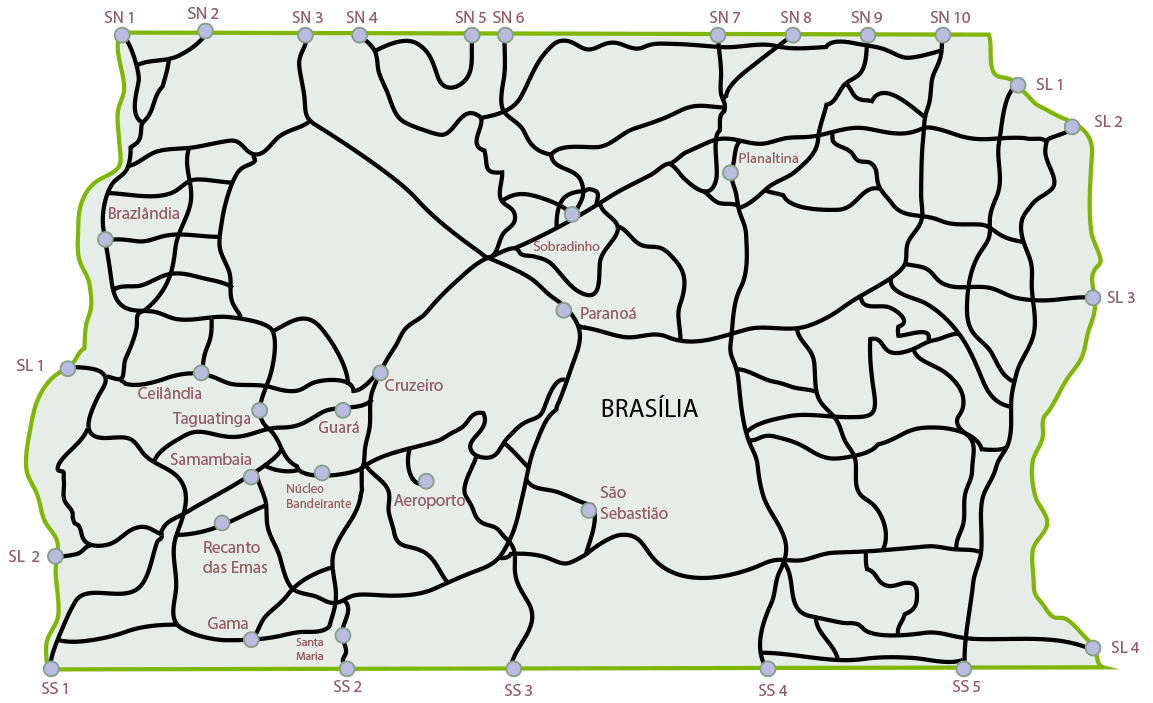 SN 1
SN 2
SN 3
SN 4
SN 5
SN 6
SN 7
SN 8
SN 9
SN 10
SL 1
SL 2
Planaltina
Brazlândia
Sobradinho
SL 3
Paranoá
SL 1
Ceilândia
Cruzeiro
Taguatinga
Guará
BRASÍLIA
Samambaia
Núcleo
Bandeirante
Aeroporto
São
Sebastião
Recanto
das Emas
SL 2
Gama
Santa
Maria
SL 4
SS 1
SS 2
SS 3
SS 4
SS 5